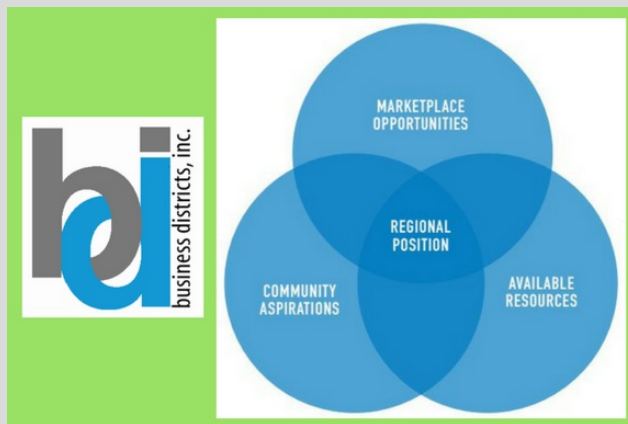 bdi
business districts, inc.
MARKETPLACE
OPPORTUNITIES
REGIONAL
POSITION
COMMUNITY
ASPIRATIONS
AVAILABLE
RESOURCES